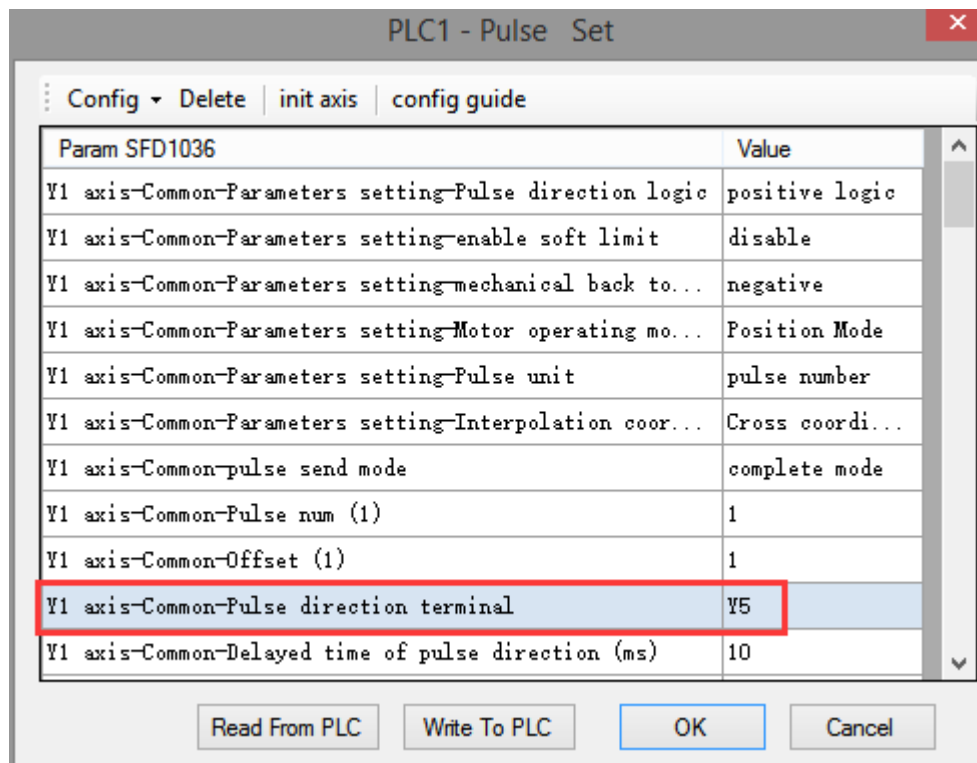 PLC1 - Pulse Set
Config Delete init axis config guide
Param SFD1036 Value
Y1 axis-Common-Parameters setting-Pulse direction logic positive logic
Y1 axis-Common-Parameters setting-enable soft limit disable
Y1 axis-Common-Parameters setting-mechanical back to... negative
Y1 axis-Common-Parameters setting-Motor operating mo... Position Mode
Y1 axis-Common-Parameters setting-Pulse unit pulse number
Y1 axis-Common-Parameters setting-Interpolation coor... Cross coordi...
Y1 axis-Common-pulse send mode complete mode
Y1 axis-Common-Pulse num (1) 1
Y1 axis-Common-Offset (1) 1
Y1 axis-Common-Pulse direction terminal Y5
Y1 axis-Common-Delayed time of pulse direction (ms) 10
Read From PLC Write To PLC OK Cancel